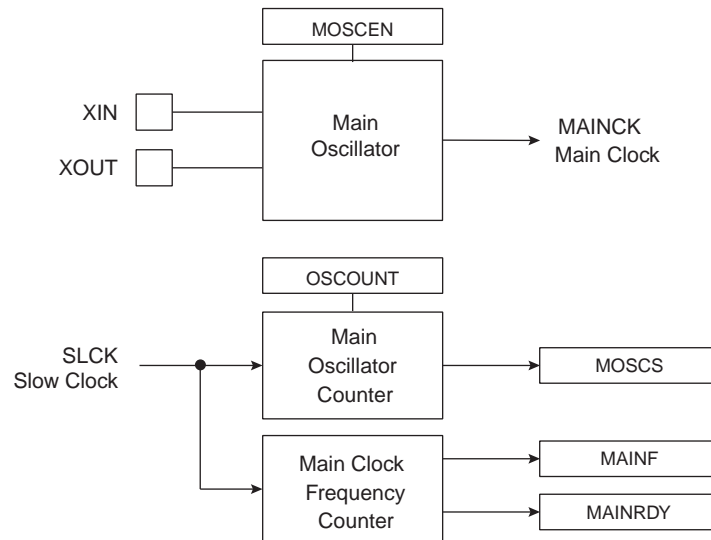 MOSCEN
XIN
XOUT
Main
Oscillator
MAINCK
Main Clock
OSCOUNT
SLCK
Slow Clock
Main
Oscillator
Counter
MOSCS
Main Clock
Frequency
Counter
MAINF
MAINRDY